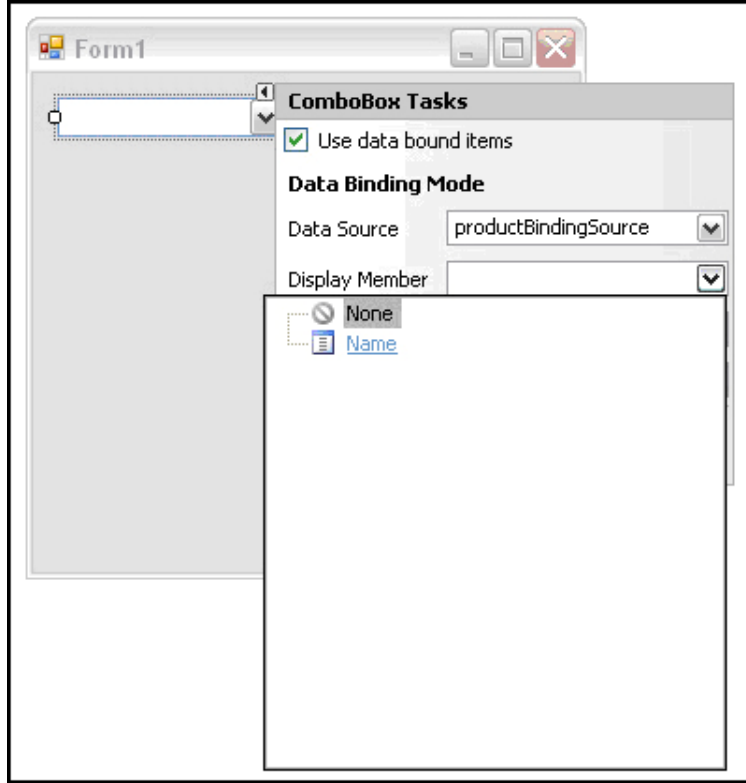 Form1
ComboBox Tasks
Use data bound items
Data Binding Mode
Data Source productBindingSource
Display Member
None
Name